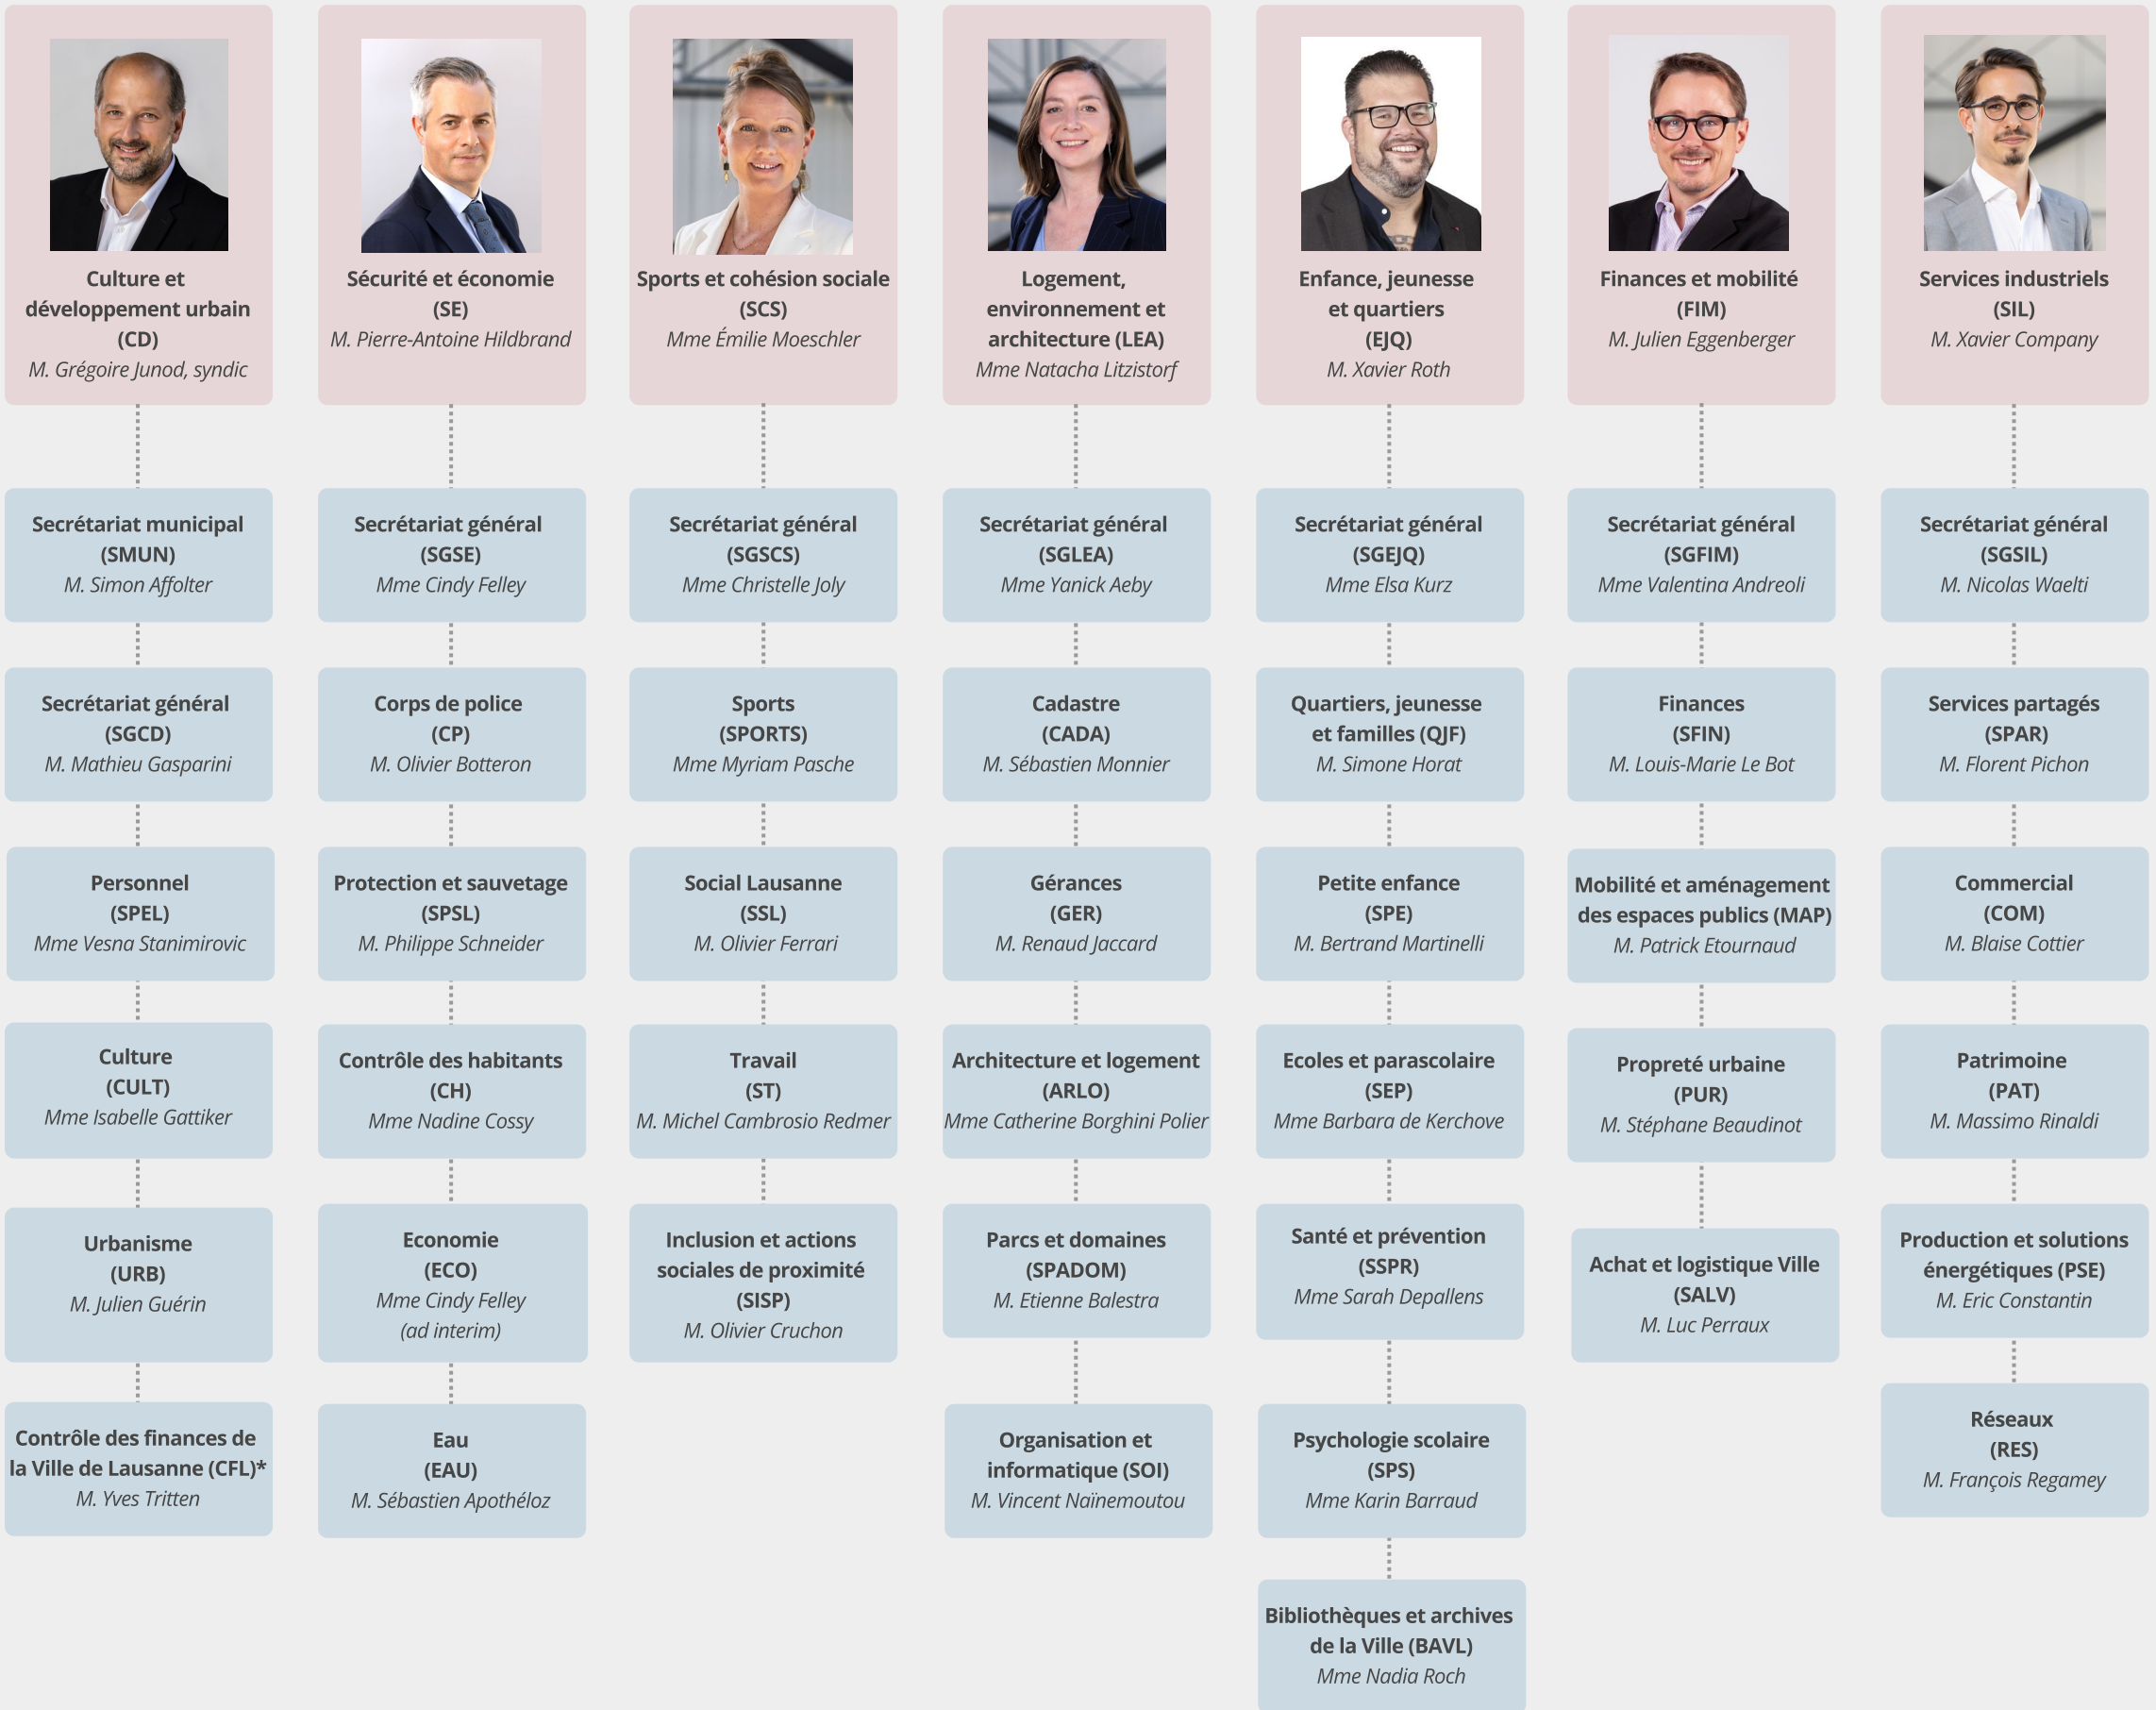 Culture et
développement urbain
(CD)
M. Grégoire Junod, syndic
Secrétariat municipal
(SMUN)
M. Simon Affolter
Secrétariat général
(SGCD)
M. Mathieu Gasparini
Personnel
(SPEL)
Mme Vesna Stanimirovic
Culture
(CULT)
Mme Isabelle Gattiker
Urbanisme
(URB)
M. Julien Guérin
Contrôle des finances de
la Ville de Lausanne (CFL)*
M. Yves Tritten
Sécurité et économie
(SE)
M. Pierre-Antoine Hildbrand
Secrétariat général
(SGSE)
Mme Cindy Felley
Corps de police
(CP)
M. Olivier Botteron
Protection et sauvetage
(SPSL)
M. Philippe Schneider
Contrôle des habitants
(CH)
Mme Nadine Cossy
Economie
(ECO)
Mme Cindy Felley
(ad interim)
Eau
(EAU)
M. Sébastien Apothéloz
Sports et cohésion sociale
(SCS)
Mme Émilie Moeschler
Secrétariat général
(SGSCS)
Mme Christelle Joly
Sports
(SPORTS)
Mme Myriam Pasche
Social Lausanne
(SSL)
M. Olivier Ferrari
Travail
(ST)
M. Michel Cambrosio Redmer
Inclusion et actions
sociales de proximité
(SISP)
M. Olivier Cruchon
Logement,
environnement et
architecture (LEA)
Mme Natacha Litzistorf
Secrétariat général
(SGLEA)
Mme Yanick Aeby
Cadastre
(CADA)
M. Sébastien Monnier
Gérances
(GER)
M. Renaud Jaccard
Architecture et logement
(ARLO)
Mme Catherine Borghini Polier
Parcs et domaines
(SPADOM)
M. Etienne Balestra
Organisation et
informatique (SOI)
M. Vincent Naïnemoutou
Enfance, jeunesse
et quartiers
(EJQ)
M. Xavier Roth
Secrétariat général
(SGEJQ)
Mme Elsa Kurz
Quartiers, jeunesse
et familles (QJF)
M. Simone Horat
Petite enfance
(SPE)
M. Bertrand Martinelli
Ecoles et parascolaire
(SEP)
Mme Barbara de Kerchove
Santé et prévention
(SSPR)
Mme Sarah Depallens
Psychologie scolaire
(SPS)
Mme Karin Barraud
Bibliothèques et archives
de la Ville (BAVL)
Mme Nadia Roch
Finances et mobilité
(FIM)
M. Julien Eggenberger
Secrétariat général
(SGFIM)
Mme Valentina Andreoli
Finances
(SFIN)
M. Louis-Marie Le Bot
Mobilité et aménagement
des espaces publics (MAP)
M. Patrick Etournaud
Propreté urbaine
(PUR)
M. Stéphane Beaudinot
Achat et logistique Ville
(SALV)
M. Luc Perraux
Services industriels
(SIL)
M. Xavier Company
Secrétariat général
(SGSIL)
M. Nicolas Waelti
Services partagés
(SPAR)
M. Florent Pichon
Commercial
(COM)
M. Blaise Cottier
Patrimoine
(PAT)
M. Massimo Rinaldi
Production et solutions
énergétiques (PSE)
M. Eric Constantin
Réseaux
(RES)
M. François Regamey